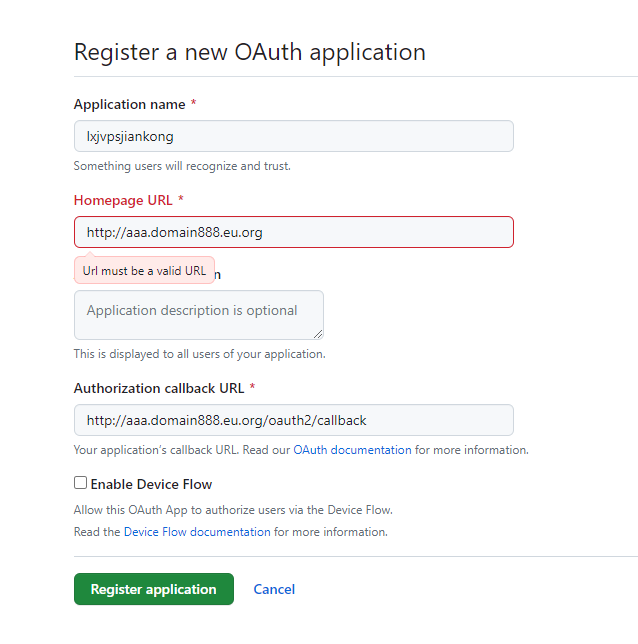 Register a new OAuth application
Application name *
lxjvpsjiankong
Something users will recognize and trust.
Homepage URL *
http://aaa.domain888.eu.org
Url must be a valid URL
Application description is optional
This is displayed to all users of your application.
Authorization callback URL *
http://aaa.domain888.eu.org/oauth2/callback
Your application’s callback URL. Read our OAuth documentation for more information.
Enable Device Flow
Allow this OAuth App to authorize users via the Device Flow.
Read the Device Flow documentation for more information.
Register application Cancel